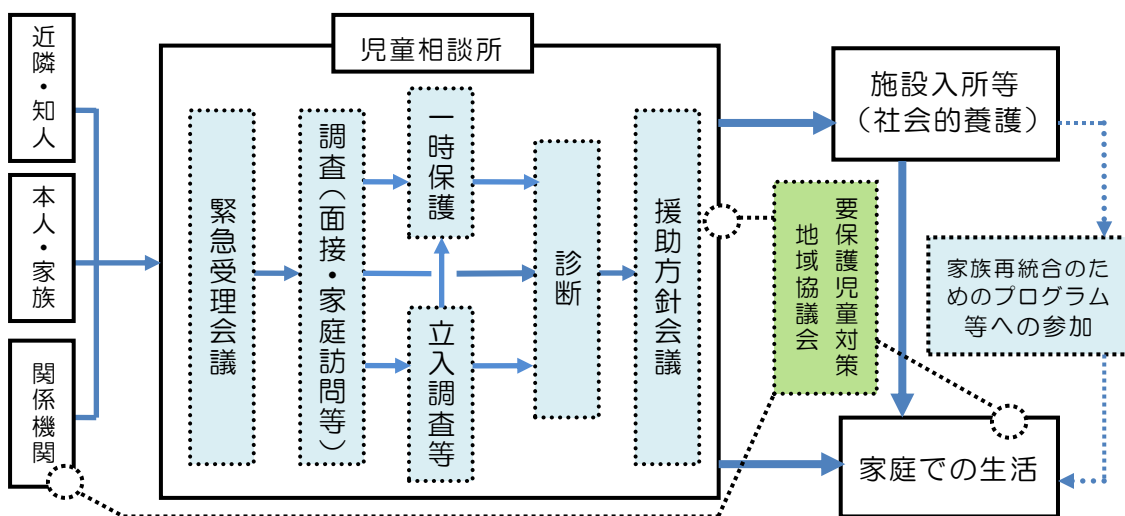 近隣・知人
本人・家族
関係機関
児童相談所
緊急受理会議
調査(面接・家庭訪問等)
一時保護
立入調査等
診断
援助方針会議
要保護児童対策
地域協議会
施設入所等
(社会的養護)
家族再統合のた
めのプログラム
等への参加
家庭での生活